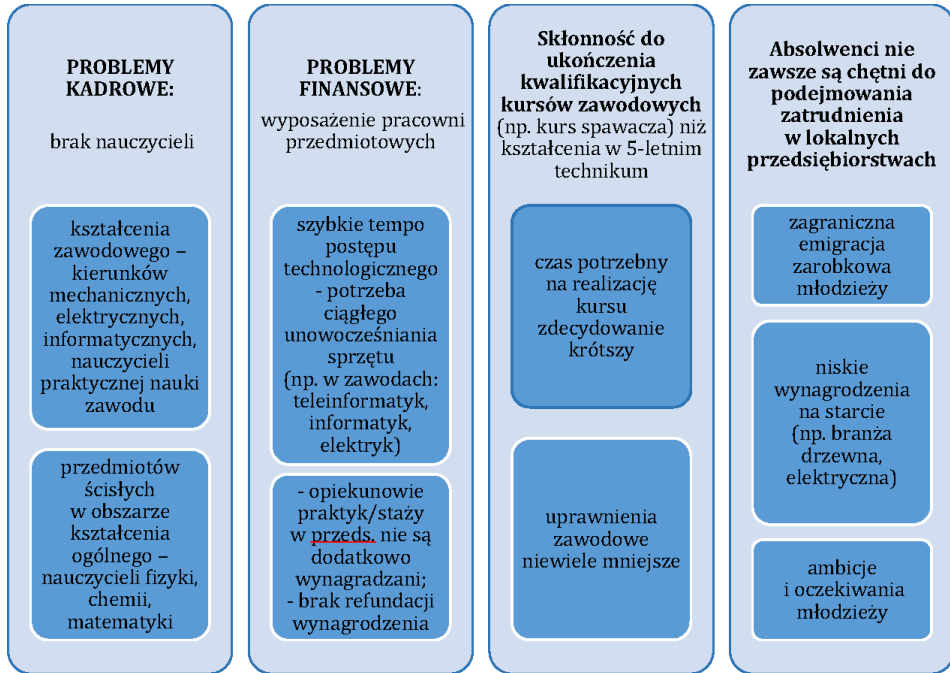 PROBLEMY
KADROWE:
brak nauczycieli
kształcenia
zawodowego –
kierunków
mechanicznych,
elektrycznych,
informatycznych,
nauczycieli
praktycznej nauki
zawodu
przedmiotów
ścisłych
w obszarze
kształcenia
ogólnego –
nauczycieli fizyki,
chemii,
matematyki
PROBLEMY
FINANSOWE:
wyposażenie pracowni
przedmiotowych
szybkie tempo
postępu
technologicznego
- potrzeba
ciągłego
unowocześniania
sprzętu
(np. w zawodach:
teleinformatyk,
informatyk,
elektryk)
- opiekunowie
praktyk/staży
w przeds. nie są
dodatkowo
wynagradzani;
- brak refundacji
wynagrodzenia
Skłonność do
ukończenia
kwalifikacyjnych
kursów zawodowych
(np. kurs spawacza) niż
kształcenia w 5-letnim
technikum
czas potrzebny
na realizację
kursu
zdecydowanie
krótszy
uprawnienia
zawodowe
niewiele mniejsze
Absolwenci nie
zawsze są chętni do
podejmowania
zatrudnienia
w lokalnych
przedsiębiorstwach
zagraniczna
emigracja
zarobkowa
młodzieży
niskie
wynagrodzenia
na starcie
(np. branża
drzewna,
elektryczna)
ambicje
i oczekiwania
młodzieży